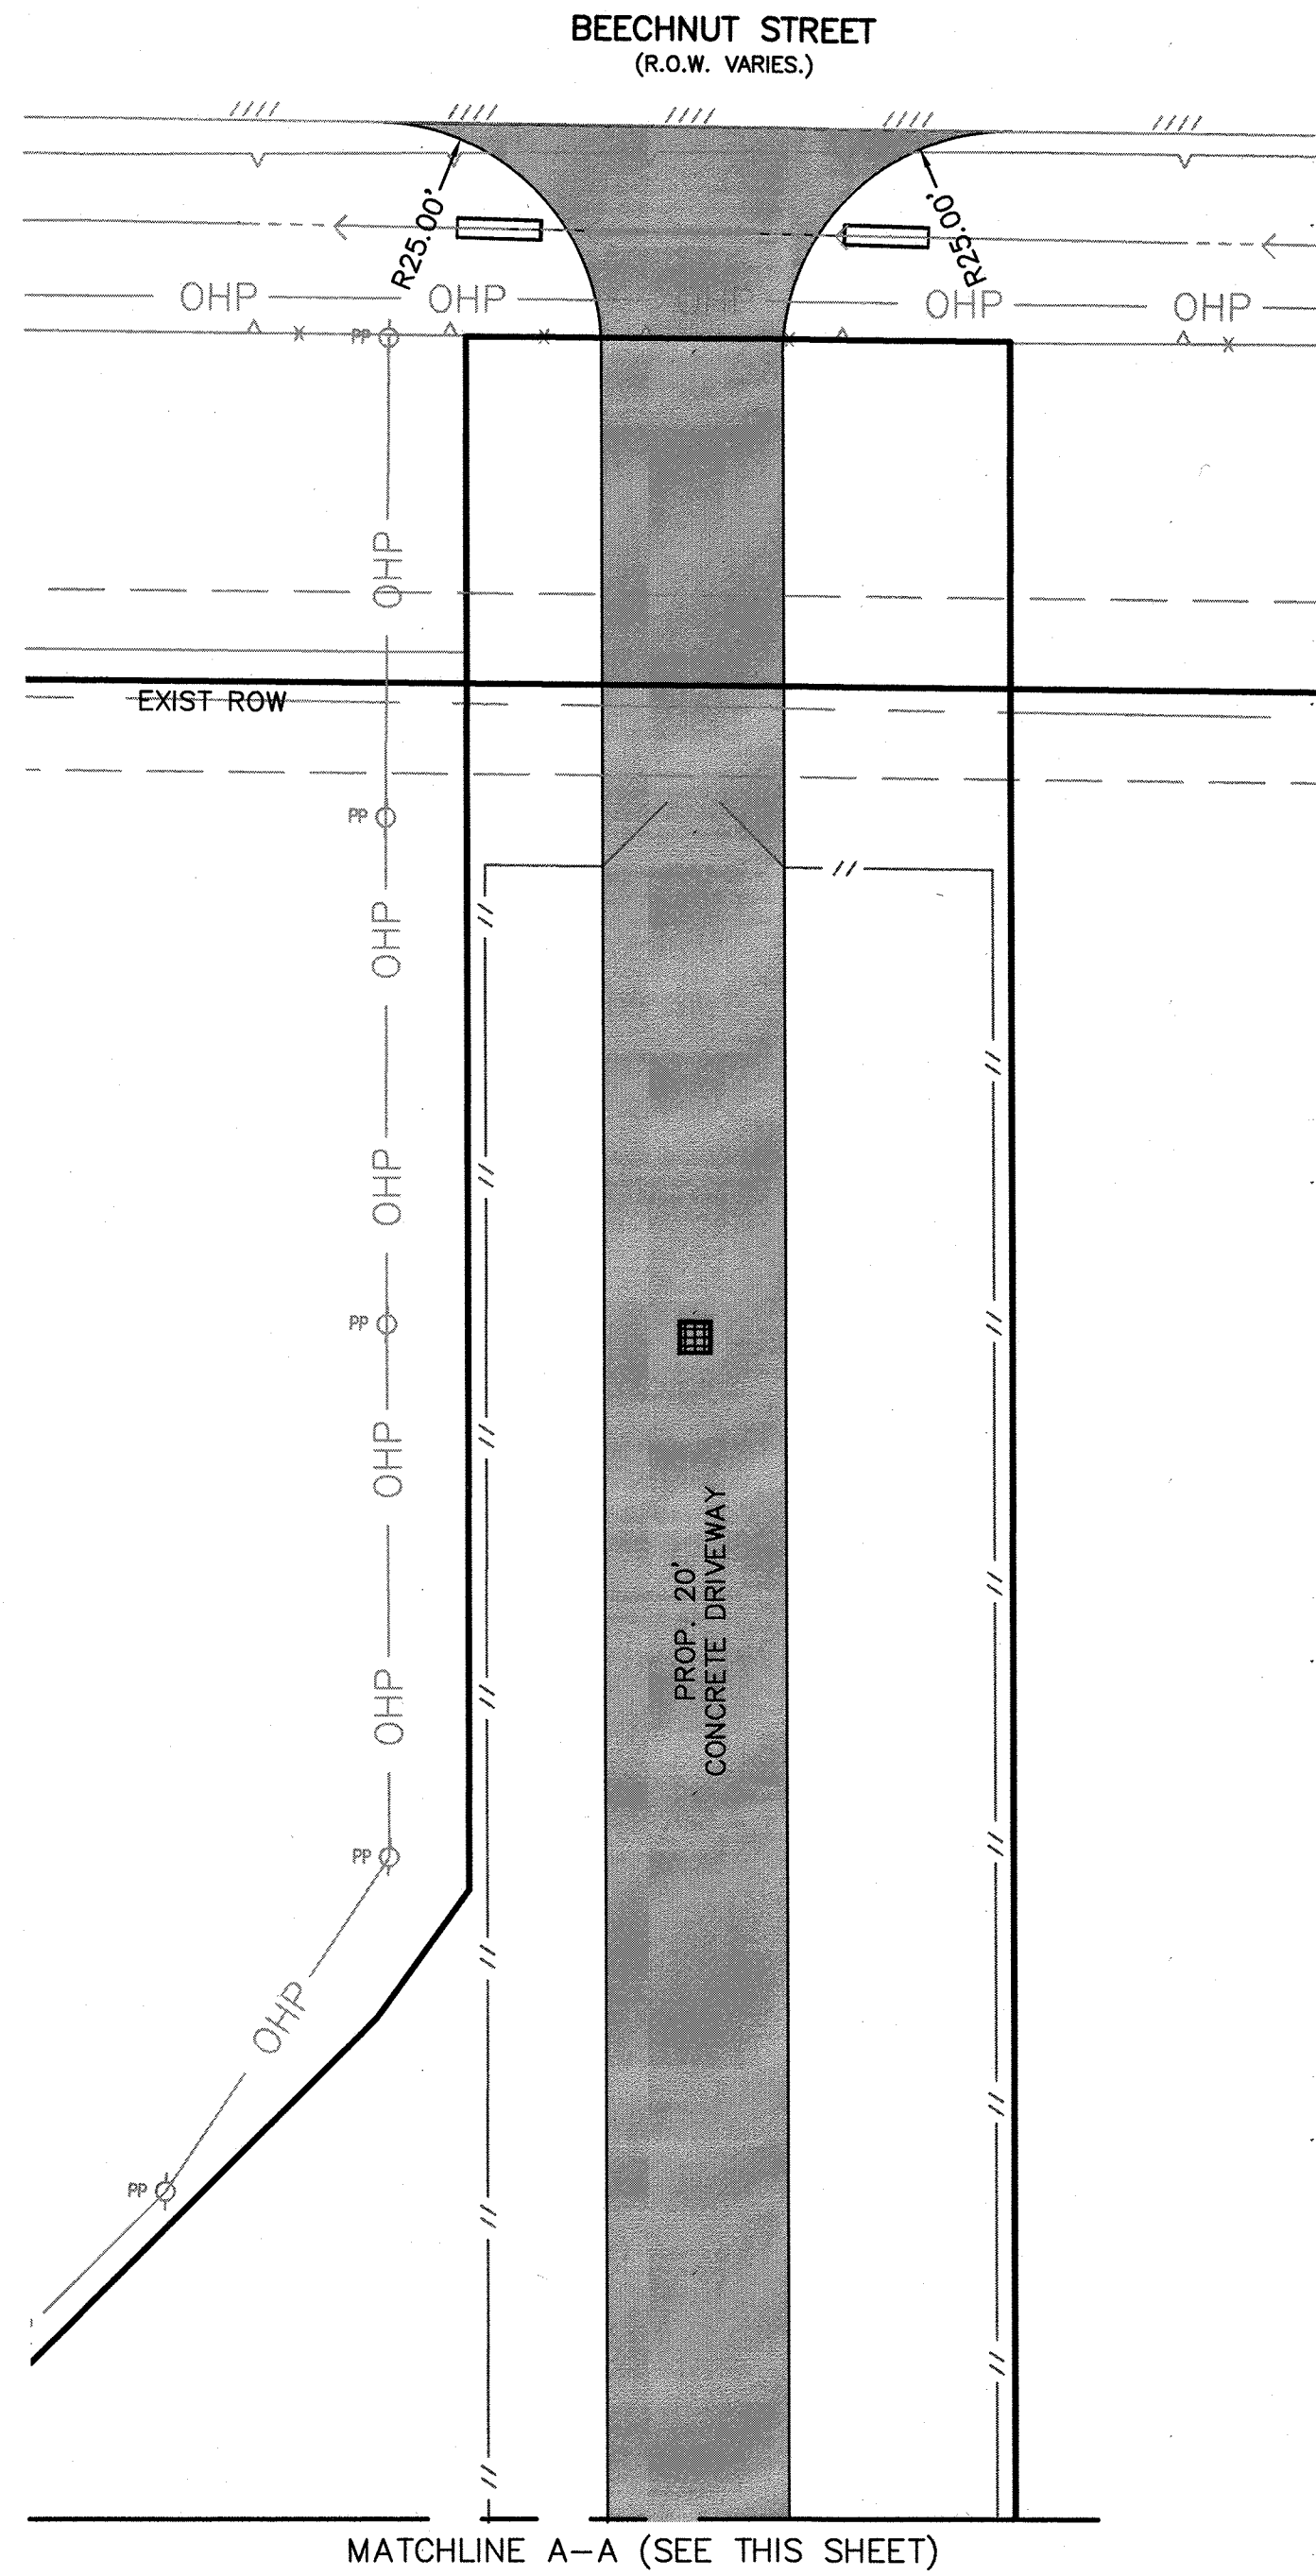 BEECHNUT STREET
(R.O.W. VARIES.)
R25.00'
R25.00'
OHP
OHP
OHP
OHP
OHP
PP
OHP
EXIST ROW
PP
OHP
OHP
PP
OHP
PROP. 20'
CONCRETE DRIVEWAY
OHP
PP
OHP
PP
MATCHLINE A-A (SEE THIS SHEET)